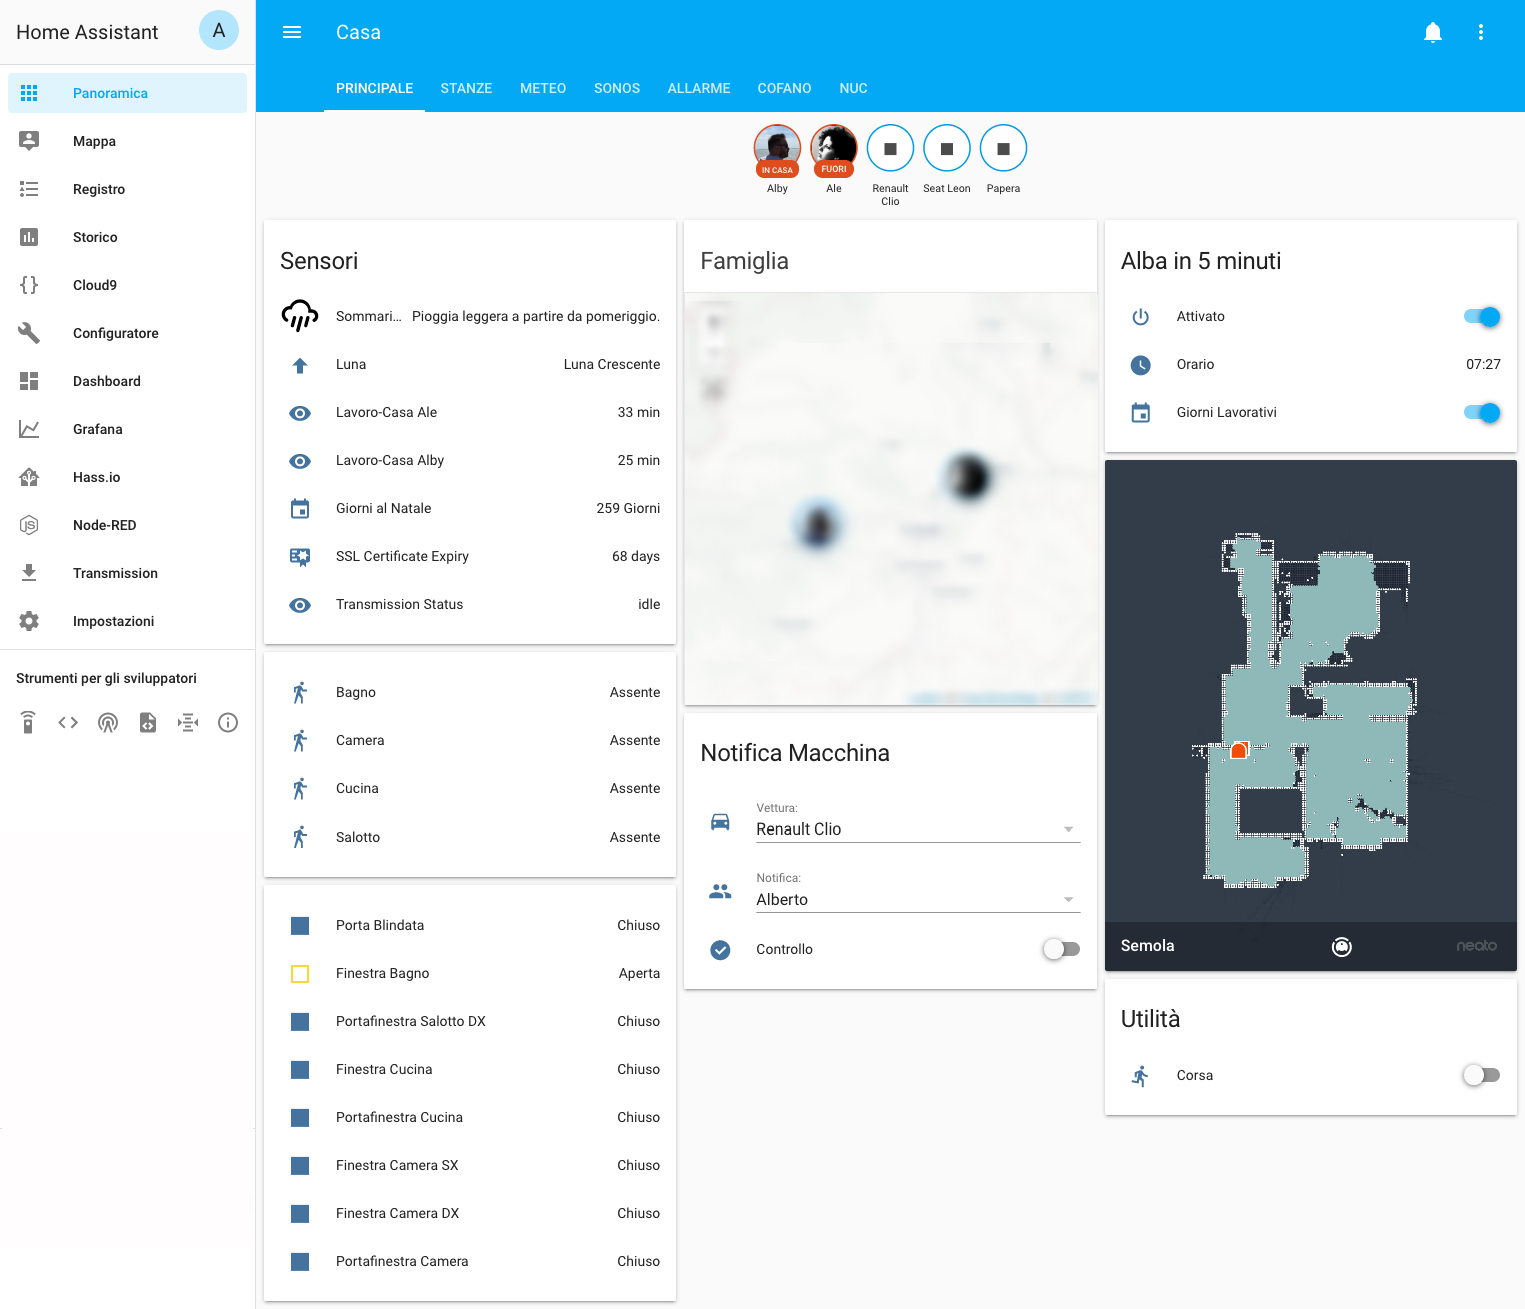 Home Assistant
A
Panoramica
Mappa
Registro
Storico
Cloud9
Configuratore
Dashboard
Grafana
Hass.io
Node-RED
Transmission
Impostazioni
Strumenti per gli sviluppatori
Casa
PRINCIPALE
STANZE
METEO
SONOS
ALLARME
COFANO
NUC
IN CASA
Alby
FUORI
Ale
Renault
Clio
Seat Leon
Papera
Sensori
Sommari... Pioggia leggera a partire da pomeriggio.
Luna Luna Crescente
Lavoro-Casa Ale 33 min
Lavoro-Casa Alby 25 min
Giorni al Natale 259 Giorni
SSL Certificate Expiry 68 days
Transmission Status idle
Bagno Assente
Camera Assente
Cucina Assente
Salotto Assente
Porta Blindata Chiuso
Finestra Bagno Aperta
Portafinestra Salotto DX Chiuso
Finestra Cucina Chiuso
Portafinestra Cucina Chiuso
Finestra Camera SX Chiuso
Finestra Camera DX Chiuso
Portafinestra Camera Chiuso
Famiglia
Notifica Macchina
Vettura:
Renault Clio
Notifica:
Alberto
Controllo
Alba in 5 minuti
Attivato
Orario 07:27
Giorni Lavorativi
Semola
neato
Utilità
Corsa